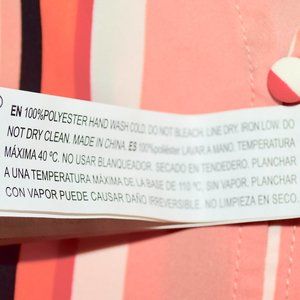 EN 100%POLYESTER HAND WASH COLD. DO NOT BLEACH. LINE DRY. IRON LOW. DO
NOT DRY CLEAN. MADE IN CHINA. ES 100%poliéster LAVAR A MANO. TEMPERATURA
MÁXIMA 40 ºC. NO USAR BLANQUEADOR. SECADO EN TENDEDERO. PLANCHAR
A UNA TEMPERATURA MÁXIMA DE LA BASE DE 110 ºC, SIN VAPOR. PLANCHAR
CON VAPOR PUEDE CAUSAR DAÑO IRREVERSIBLE. NO LIMPIEZA EN SECO.